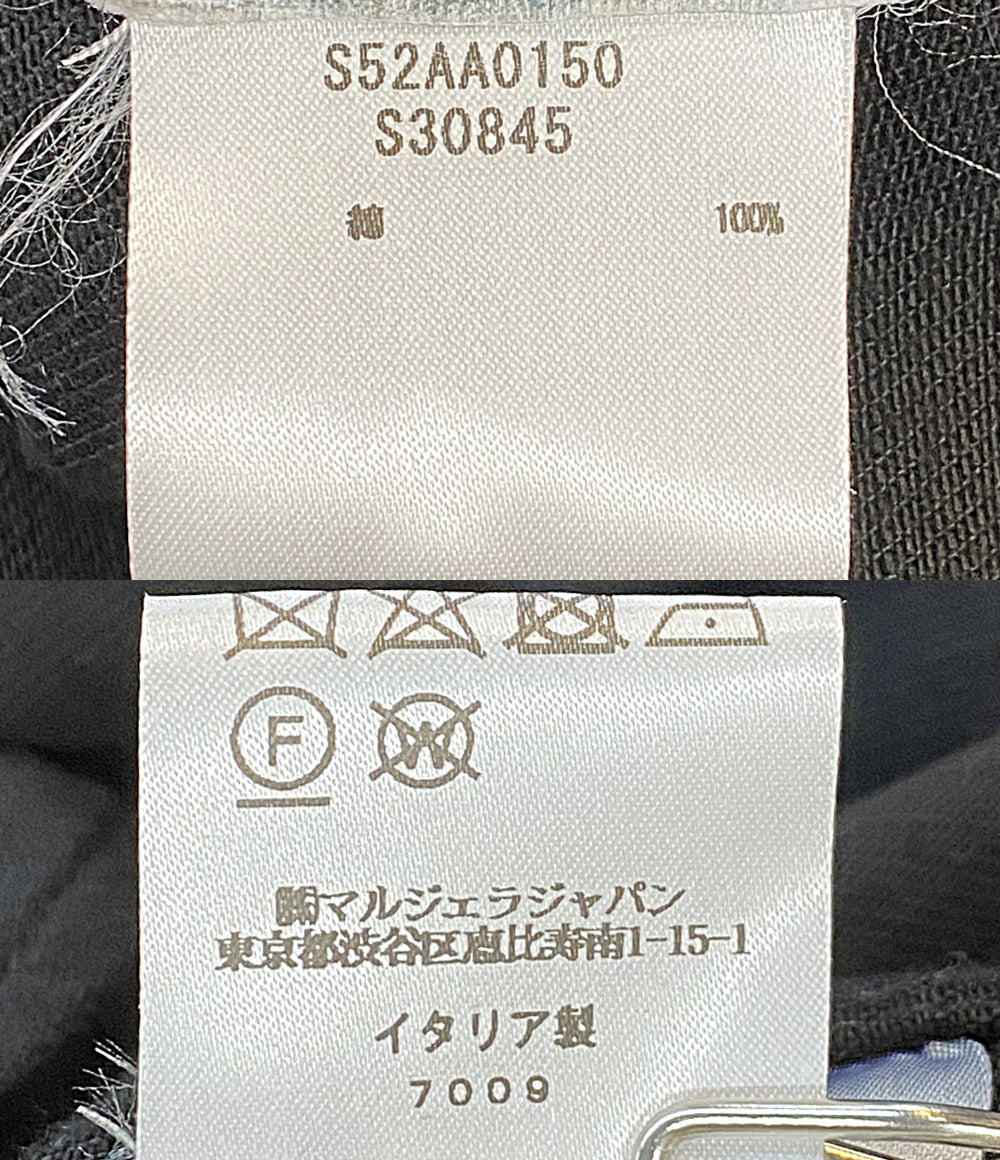 S52AA0150
S30845
綿 100%
F
W
㈱マルジェラジャパン
東京都渋谷区恵比寿南1-15-1
イタリア製
7009